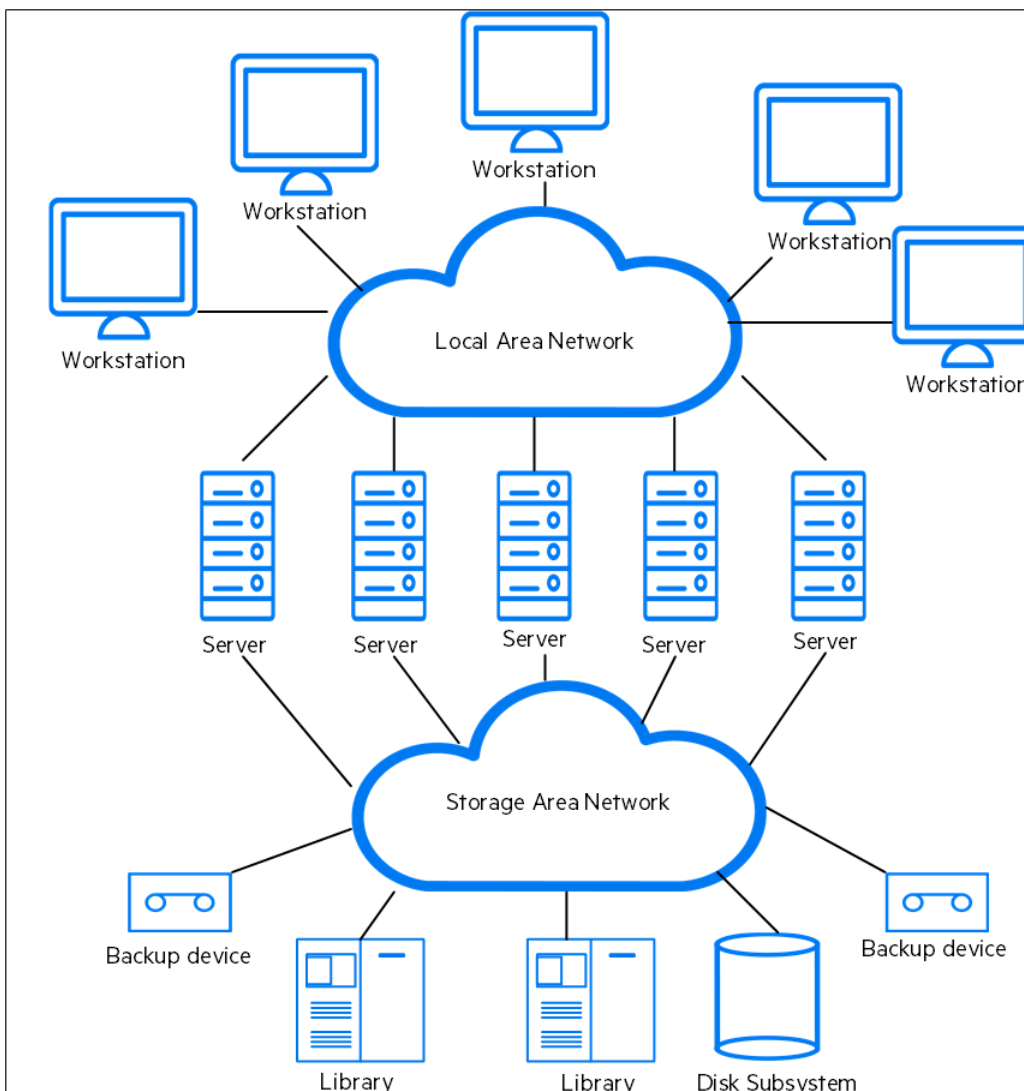 Workstation
Workstation
Workstation
Workstation
Workstation
Workstation
Local Area Network
Server
Server
Server
Server
Server
Storage Area Network
Backup device
Backup device
Library
Library
Disk Subsystem